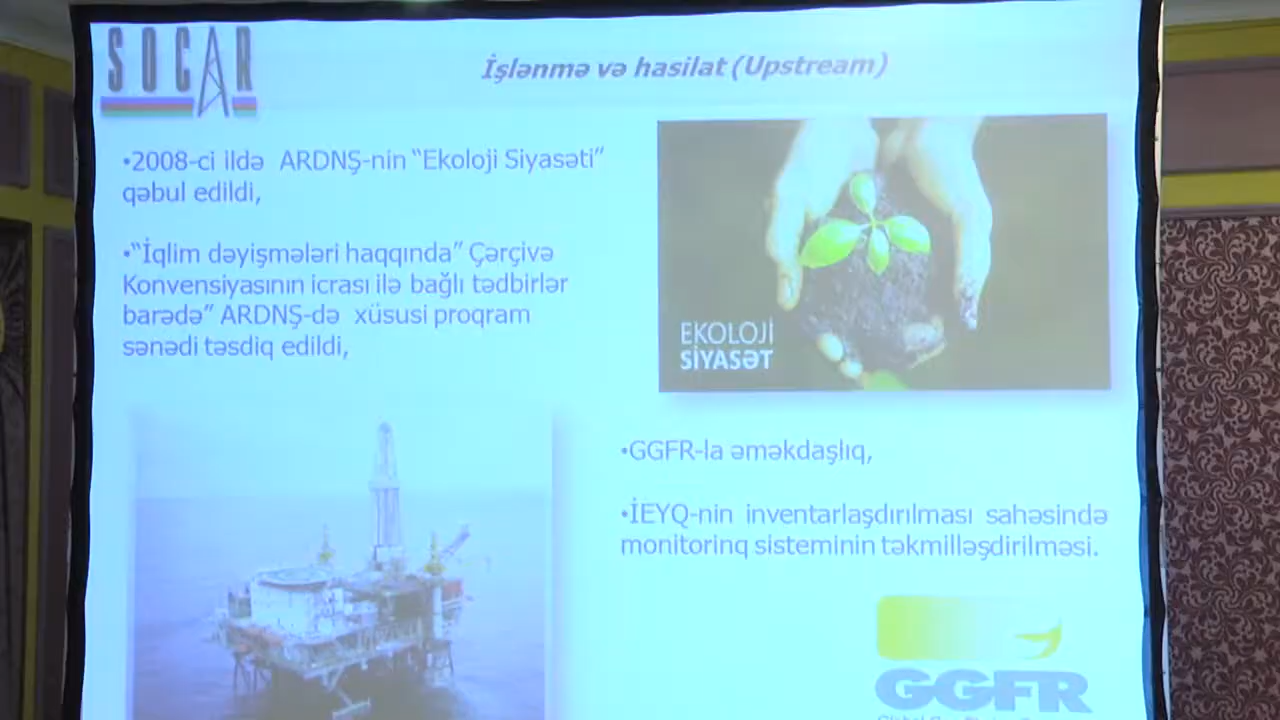 SOCAR
İşlənmə və hasilat (Upstream)
•2008-ci ildə ARDNŞ-nin “Ekoloji Siyasəti”
qəbul edildi,
•“İqlim dəyişmələri haqqında” Çərçivə
Konvensiyasının icrası ilə bağlı tədbirlər
barədə” ARDNŞ-də xüsusi proqram
sənədi təsdiq edildi,
EKOLOJİ
SİYASƏT
•GGFR-la əməkdaşlıq,
•İEYQ-nin inventarlaşdırılması sahəsində
monitorinq sisteminin təkmilləşdirilməsi.
GGFR